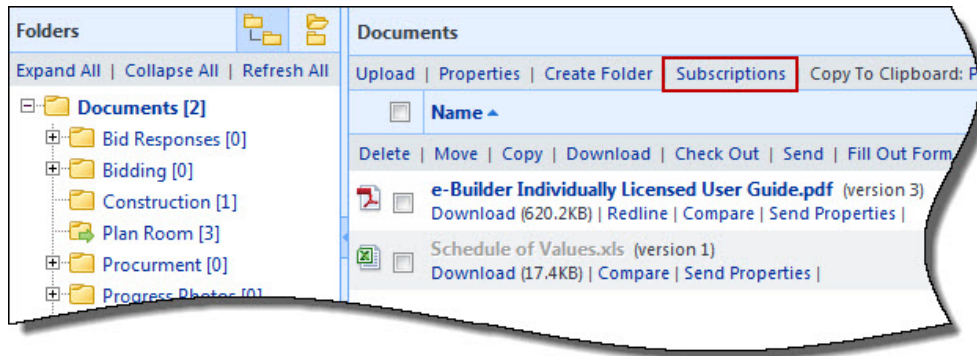 Folders
Expand All | Collapse All | Refresh All
Documents [2]
Bid Responses [0]
Bidding [0]
Construction [1]
Plan Room [3]
Procurment [0]
Progress Photos [0]
Documents
Upload | Properties | Create Folder | Subscriptions Copy To Clipboard:
Name
Delete | Move | Copy | Download | Check Out | Send | Fill Out Form
e-Builder Individually Licensed User Guide.pdf (version 3)
Download (620.2KB) | Redline | Compare | Send Properties |
Schedule of Values.xls (version 1)
Download (17.4KB) | Compare | Send Properties |